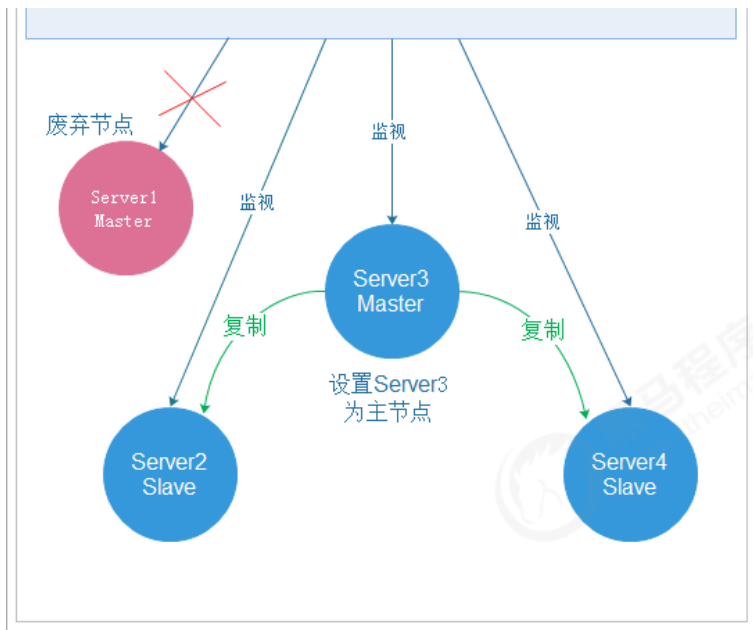 废弃节点
监视
Server1
Master
监视
监视
Server3
Master
复制
复制
设置Server3
为主节点
Server2
Slave
Server4
Slave